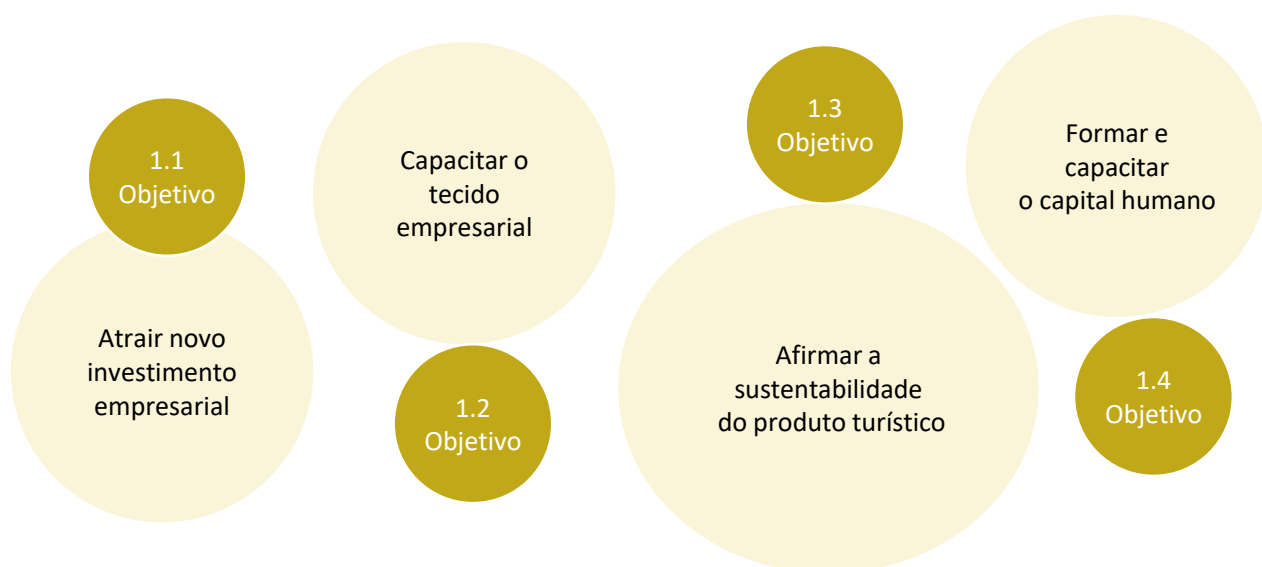 1.1
Objetivo
Atrair novo
investimento
empresarial
Capacitar o
tecido
empresarial
1.2
Objetivo
1.3
Objetivo
Afirmar a
sustentabilidade
do produto turístico
Formar e
capacitar
o capital humano
1.4
Objetivo